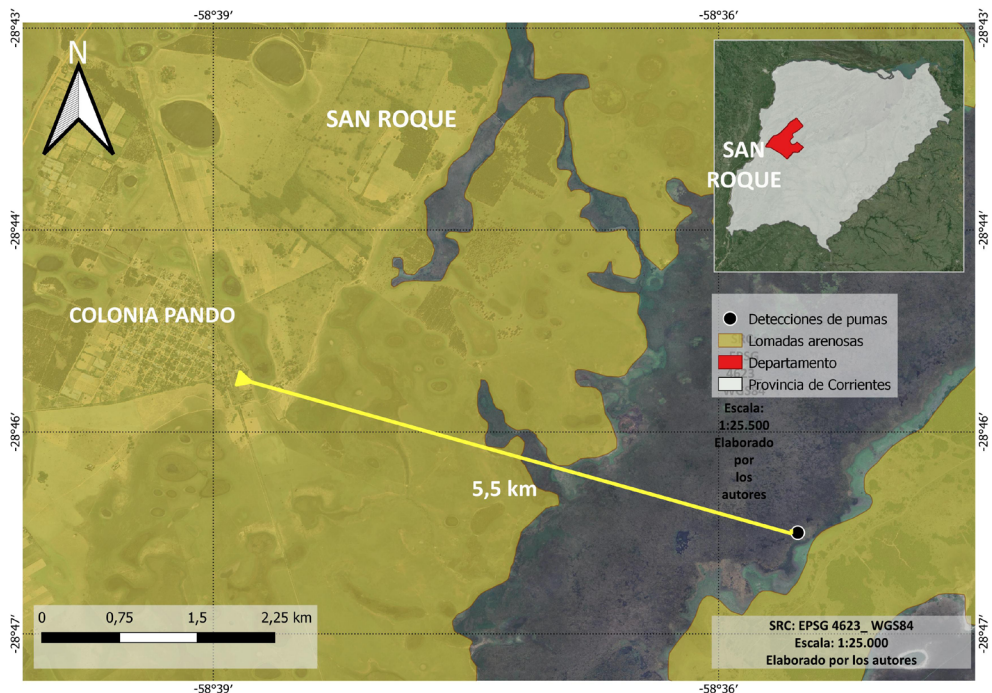 -58°39' -58°36'
-28°43' -28°43'
N
SAN ROQUE
SAN
ROQUE
-28°44' -28°44'
COLONIA PANDO
Detecciones de pumas
Lomadas arenosas
Departamento
Provincia de Corrientes
EPSG
4623_
WGS84
Escala:
1:25.500
Elaborado
por
los
autores
-28°46' -28°46'
5,5 km
0 0,75 1,5 2,25 km
SRC: EPSG 4623_ WGS84
Escala: 1:25.000
Elaborado por los autores
-28°47' -28°47'
-58°39' -58°36'